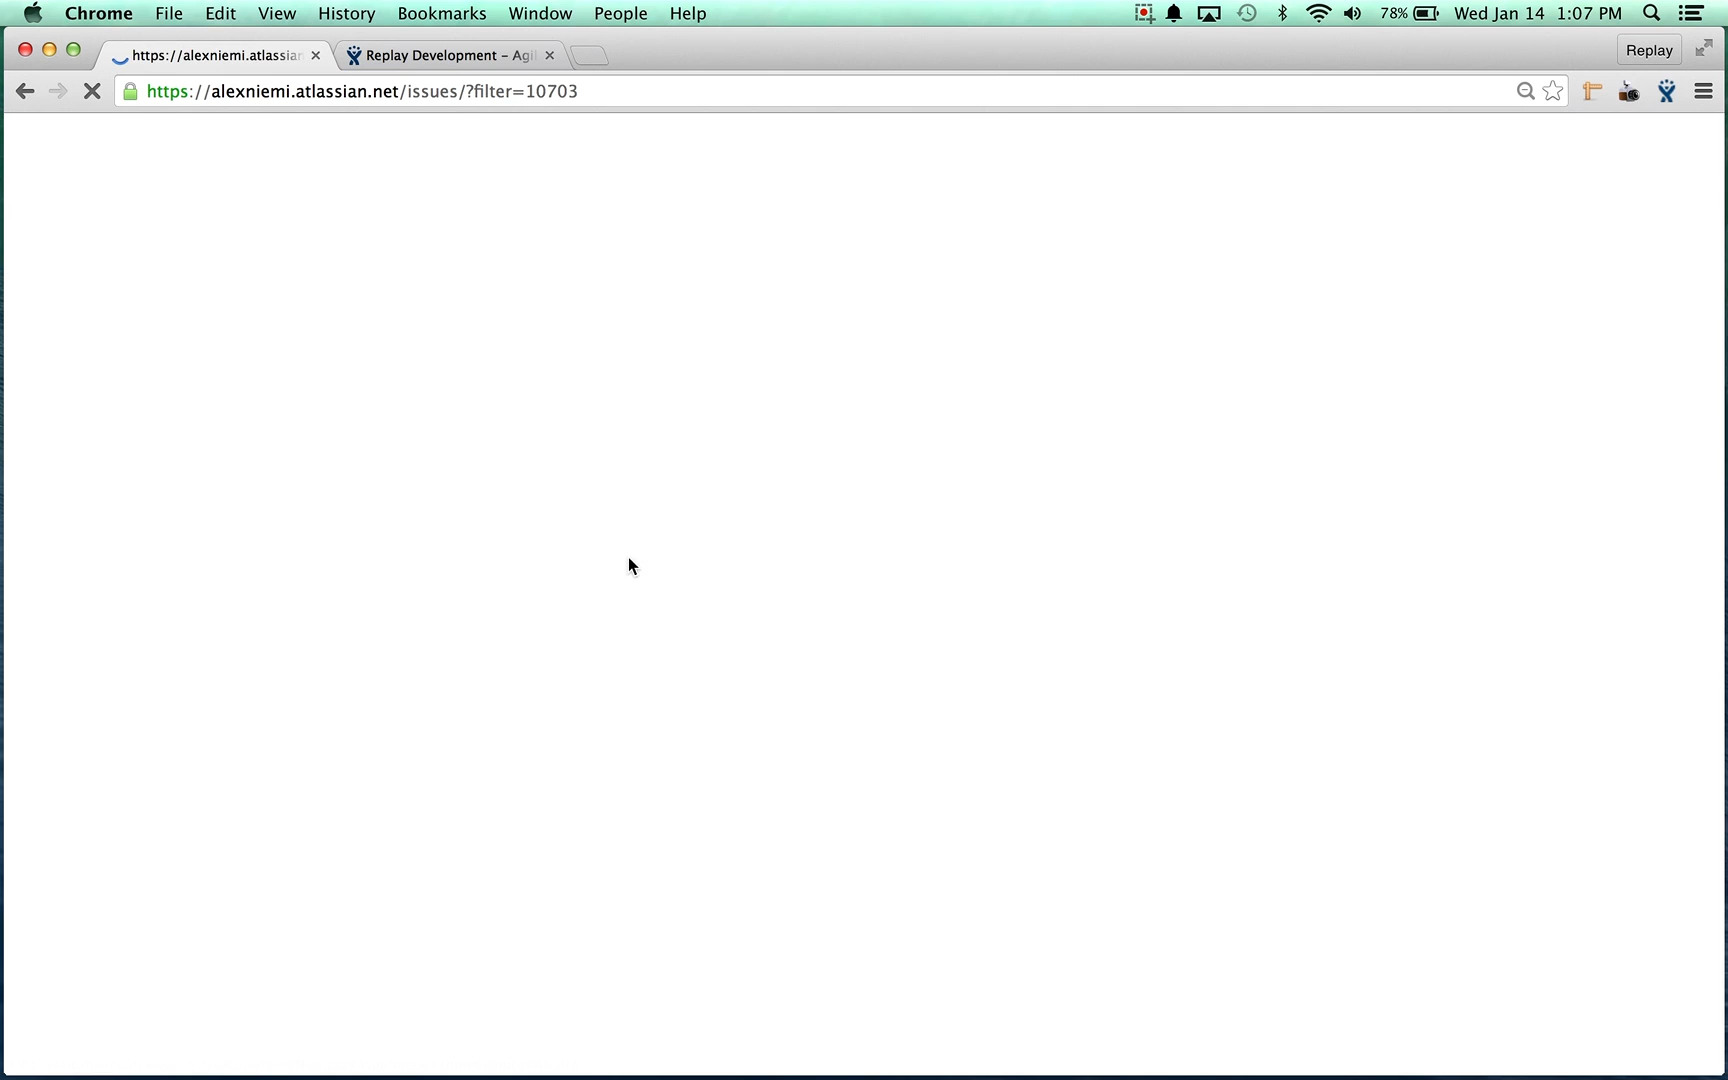 Chrome File Edit View History Bookmarks Window People Help 78% Wed Jan 14 1:07 PM
https://alexniemi.atlassian Replay Development – Agil Replay
https://alexniemi.atlassian.net/issues/?filter=10703